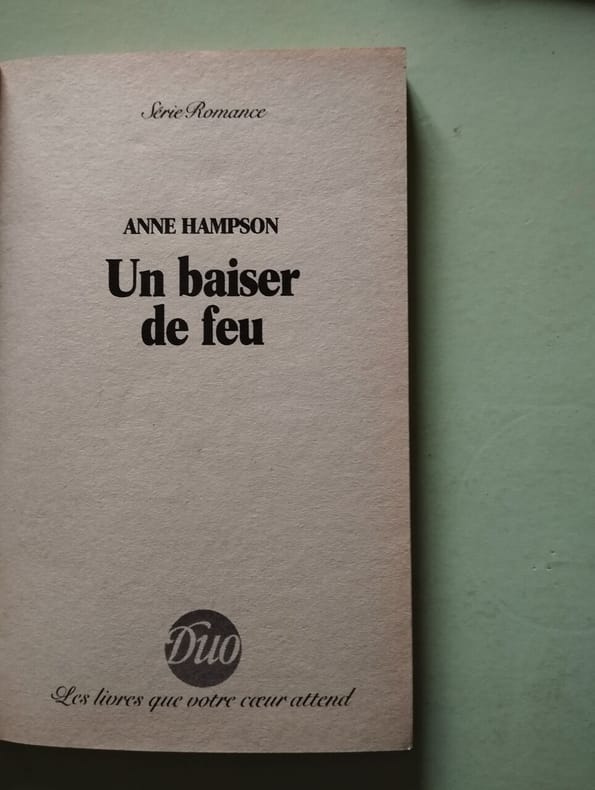 Série Romance
ANNE HAMPSON
Un baiser
de feu
Duo
Les livres que votre cœur attend